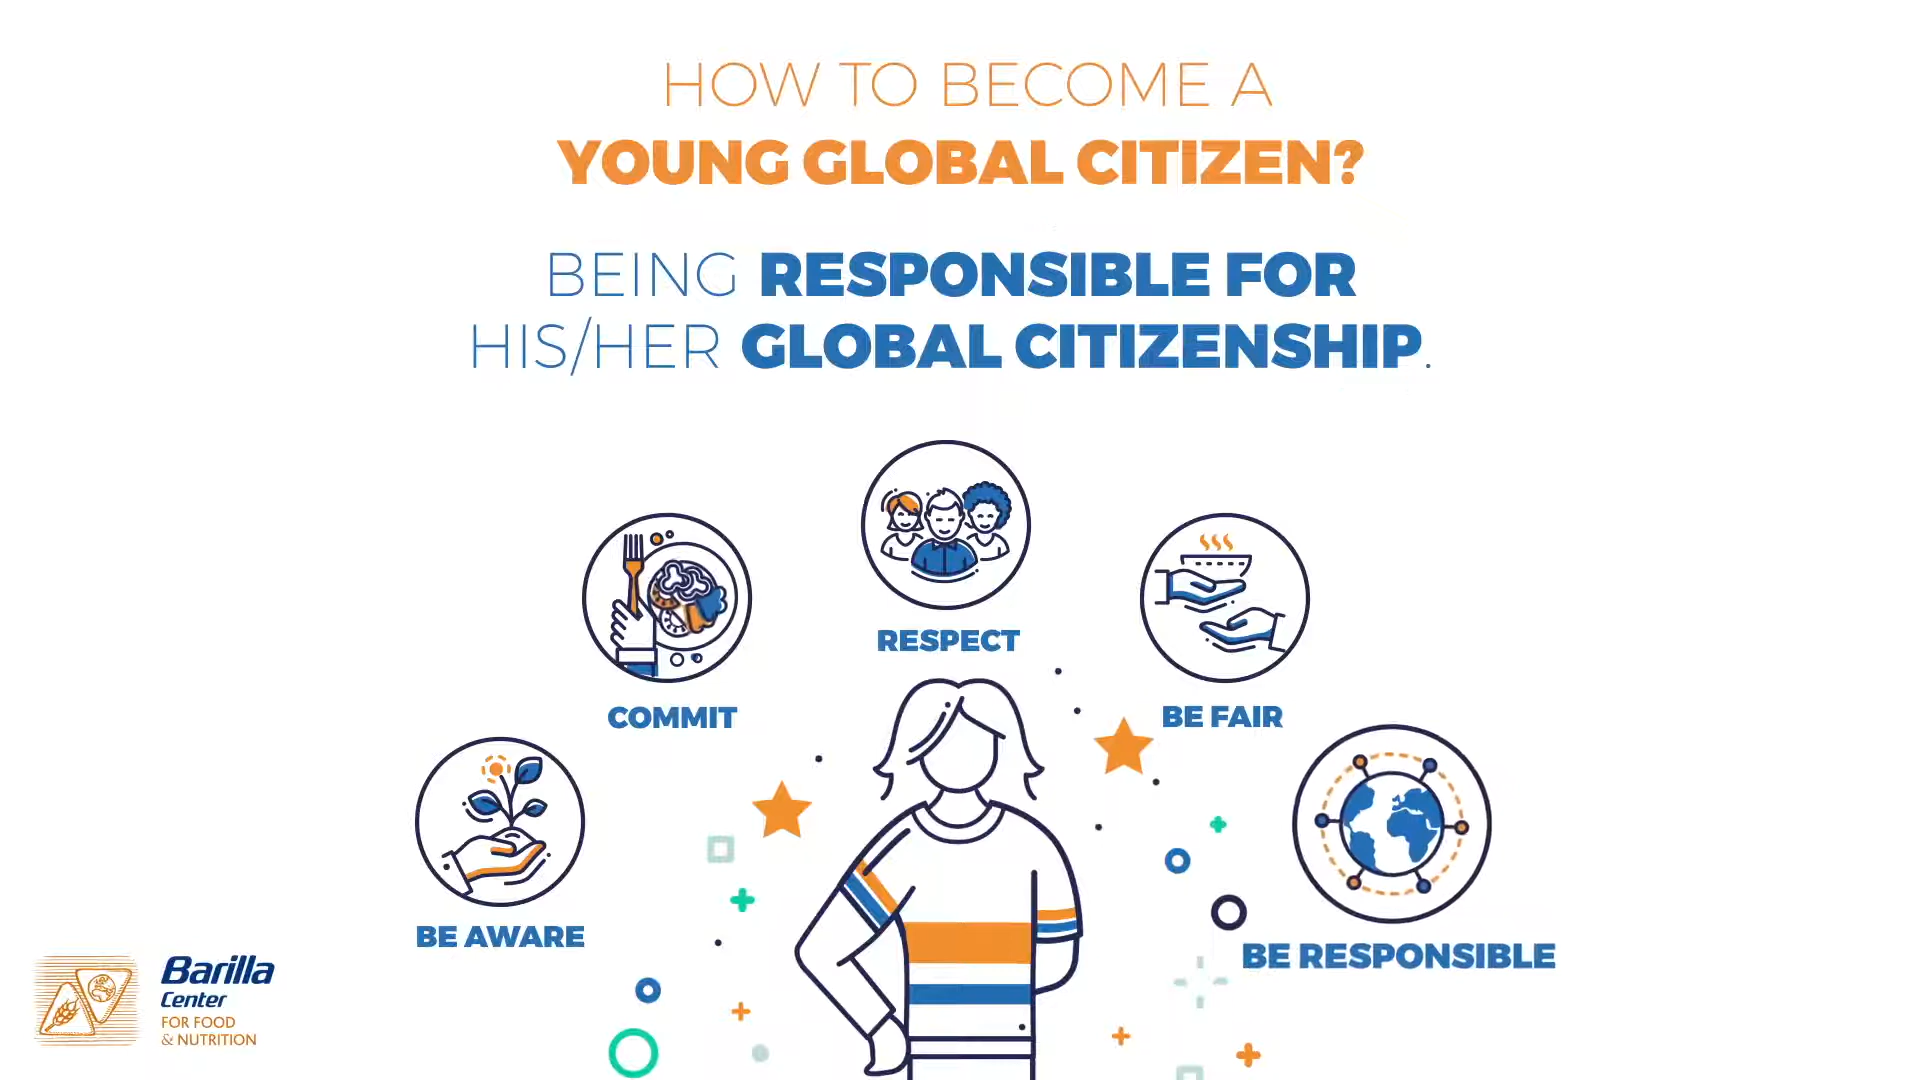 HOW TO BECOME A
YOUNG GLOBAL CITIZEN?
BEING RESPONSIBLE FOR
HIS/HER GLOBAL CITIZENSHIP.
RESPECT
COMMIT
BE FAIR
BE AWARE
BE RESPONSIBLE
Barilla
Center
FOR FOOD
& NUTRITION